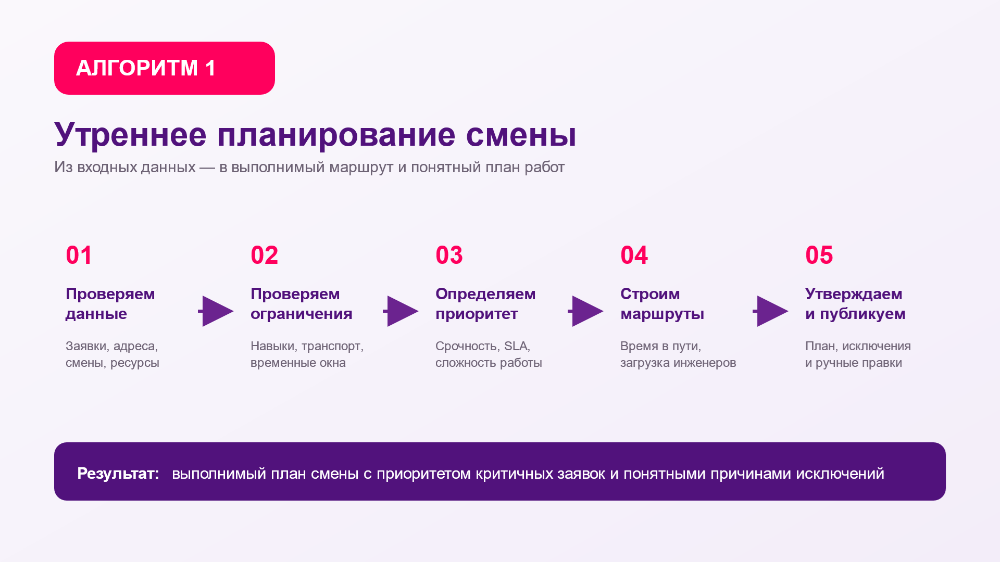 АЛГОРИТМ 1
Утреннее планирование смены
Из входных данных — в выполнимый маршрут и понятный план работ
01
Проверяем
данные
Заявки, адреса,
смены, ресурсы
02
Проверяем
ограничения
Навыки, транспорт,
временные окна
03
Определяем
приоритет
Срочность, SLA,
сложность работы
04
Строим
маршруты
Время в пути,
загрузка инженеров
05
Утверждаем
и публикуем
План, исключения
и ручные правки
Результат: выполнимый план смены с приоритетом критичных заявок и понятными причинами исключений